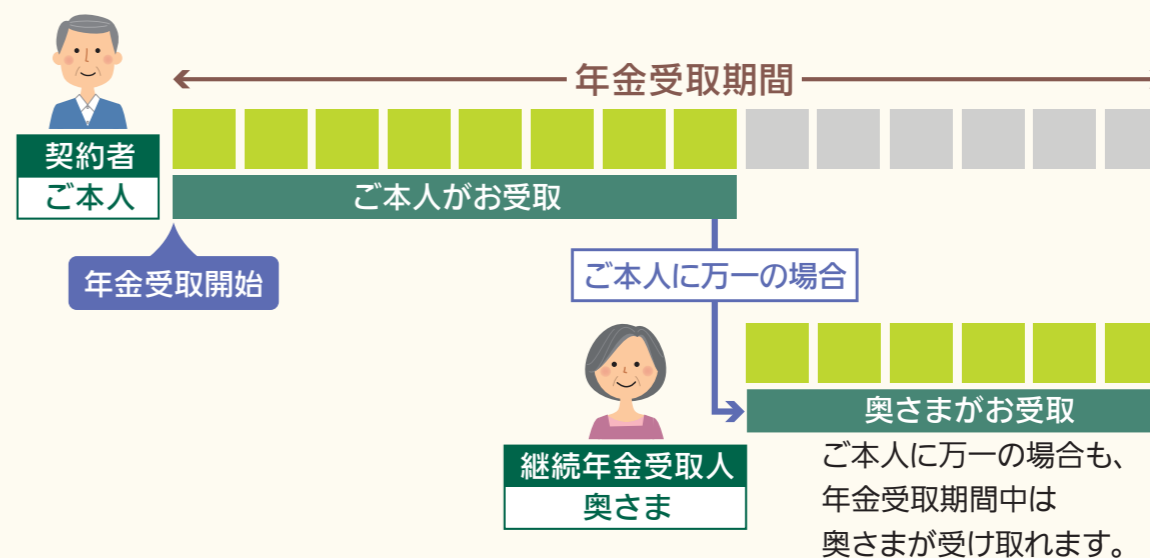 年金受取期間
契約者
ご本人
ご本人がお受取
年金受取開始
ご本人に万一の場合
奥さまがお受取
継続年金受取人
奥さま
ご本人に万一の場合も、
年金受取期間中は
奥さまが受け取れます。